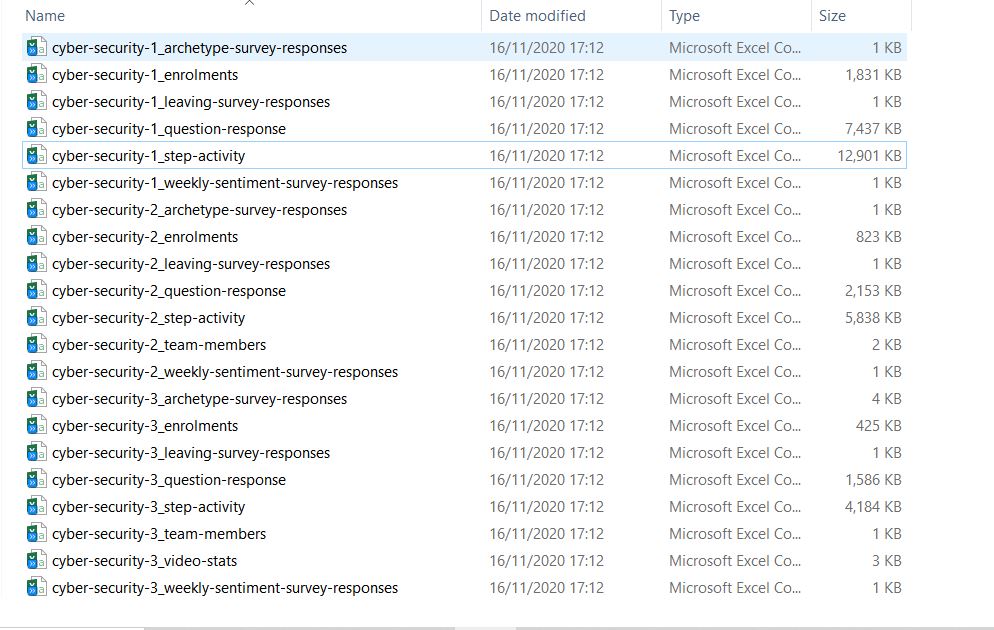 Name Date modified Type Size
cyber-security-1_archetype-survey-responses 16/11/2020 17:12 Microsoft Excel Co... 1 KB
cyber-security-1_enrolments 16/11/2020 17:12 Microsoft Excel Co... 1,831 KB
cyber-security-1_leaving-survey-responses 16/11/2020 17:12 Microsoft Excel Co... 1 KB
cyber-security-1_question-response 16/11/2020 17:12 Microsoft Excel Co... 7,437 KB
cyber-security-1_step-activity 16/11/2020 17:12 Microsoft Excel Co... 12,901 KB
cyber-security-1_weekly-sentiment-survey-responses 16/11/2020 17:12 Microsoft Excel Co... 1 KB
cyber-security-2_archetype-survey-responses 16/11/2020 17:12 Microsoft Excel Co... 1 KB
cyber-security-2_enrolments 16/11/2020 17:12 Microsoft Excel Co... 823 KB
cyber-security-2_leaving-survey-responses 16/11/2020 17:12 Microsoft Excel Co... 1 KB
cyber-security-2_question-response 16/11/2020 17:12 Microsoft Excel Co... 2,153 KB
cyber-security-2_step-activity 16/11/2020 17:12 Microsoft Excel Co... 5,838 KB
cyber-security-2_team-members 16/11/2020 17:12 Microsoft Excel Co... 2 KB
cyber-security-2_weekly-sentiment-survey-responses 16/11/2020 17:12 Microsoft Excel Co... 1 KB
cyber-security-3_archetype-survey-responses 16/11/2020 17:12 Microsoft Excel Co... 4 KB
cyber-security-3_enrolments 16/11/2020 17:12 Microsoft Excel Co... 425 KB
cyber-security-3_leaving-survey-responses 16/11/2020 17:12 Microsoft Excel Co... 1 KB
cyber-security-3_question-response 16/11/2020 17:12 Microsoft Excel Co... 1,586 KB
cyber-security-3_step-activity 16/11/2020 17:12 Microsoft Excel Co... 4,184 KB
cyber-security-3_team-members 16/11/2020 17:12 Microsoft Excel Co... 1 KB
cyber-security-3_video-stats 16/11/2020 17:12 Microsoft Excel Co... 3 KB
cyber-security-3_weekly-sentiment-survey-responses 16/11/2020 17:12 Microsoft Excel Co... 1 KB